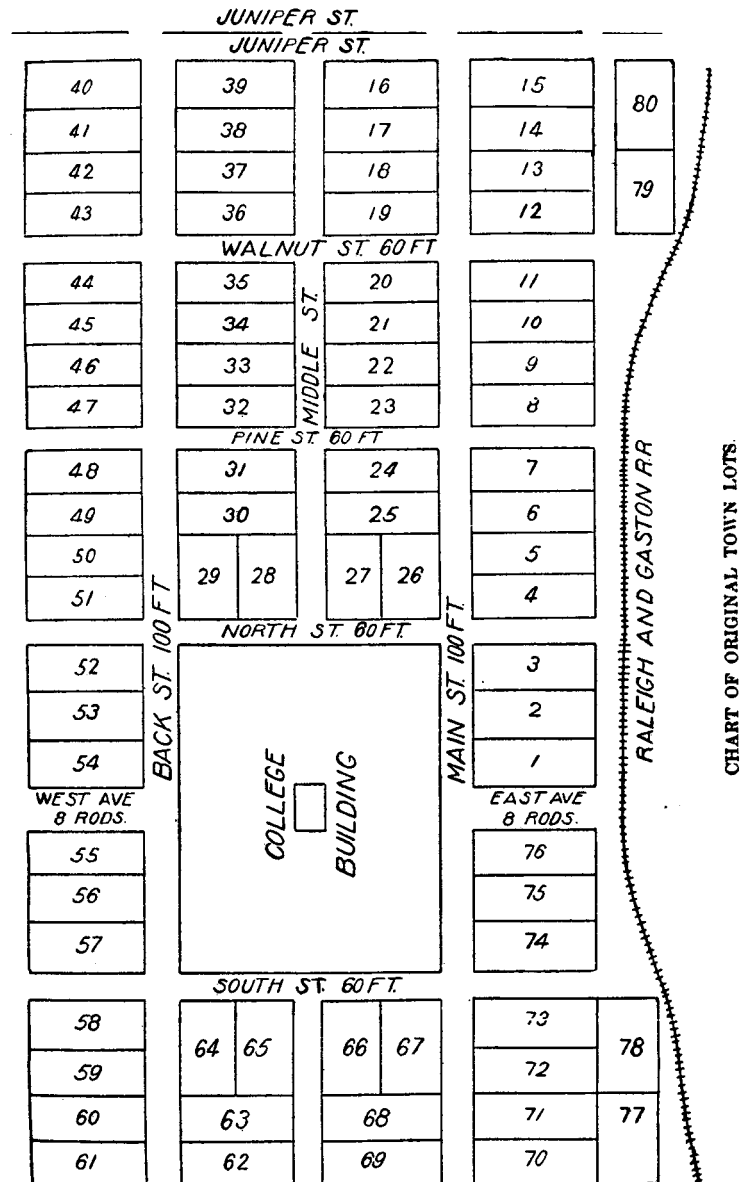 JUNIPER ST.
JUNIPER ST.
40 39 16 15 80
41 38 17 14
42 37 18 13 79
43 36 19 12
WALNUT ST. 60 FT
44 35 20 11
45 34 21 10
46 33 22 9
47 32 23 8
MIDDLE ST.
PINE ST. 60 FT
48 31 24 7
49 30 25 6
50 29 28 27 26 5
51 4
NORTH ST. 60 FT.
BACK ST. 100 FT
MAIN ST. 100 FT.
RALEIGH AND GASTON R.R
CHART OF ORIGINAL TOWN LOTS.
52 3
53 2
54 1
COLLEGE
BUILDING
WEST AVE
8 RODS.
EAST AVE
8 RODS.
55 76
56 75
57 74
SOUTH ST. 60 FT.
58 64 65 66 67 73 78
59 72
60 63 68 71 77
61 62 69 70